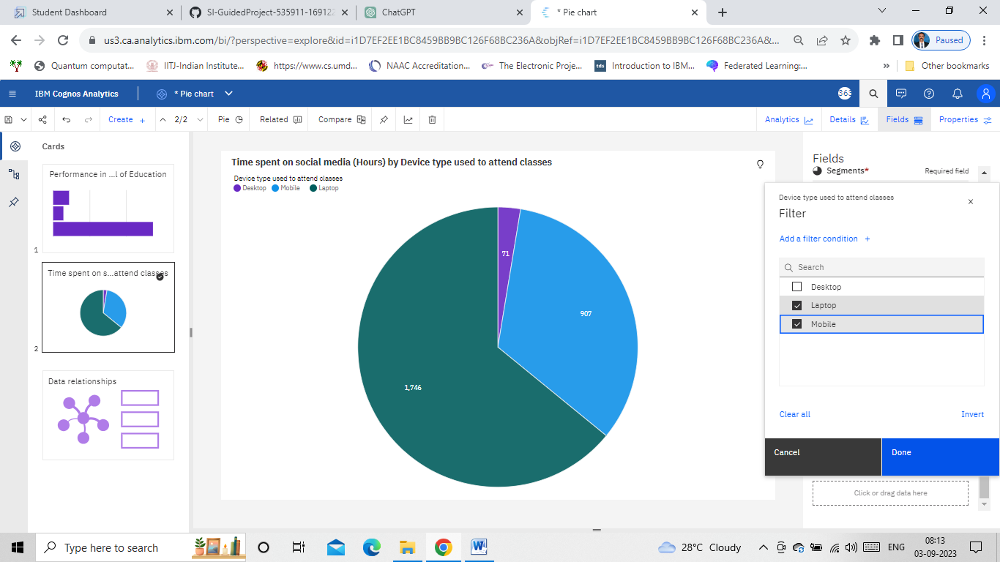 Student Dashboard
SI-GuidedProject-535911-169122
ChatGPT
* Pie chart
us3.ca.analytics.ibm.com/bi/?perspective=explore&id=i1D7EF2EE1BC8459BB9BC126F68BC236A&objRef=i1D7EF2EE1BC8459BB9BC126F68BC236A&...
Paused
Quantum computat...
IITJ-Indian Institute...
https://www.cs.umd...
NAAC Accreditation...
The Electronic Proje...
tds
Introduction to IBM...
Federated Learning:...
»
Other bookmarks
IBM Cognos Analytics
* Pie chart
363
Create +
2/2
Pie
Related
Compare
Analytics
Details
Fields
Properties
Cards
Performance in ...l of Education
1
Time spent on s...attend classes
2
Data relationships
Time spent on social media (Hours) by Device type used to attend classes
Device type used to attend classes
Desktop
Mobile
Laptop
71
907
1,746
Fields
Segments*
Required field
Device type used to attend classes
Filter
Add a filter condition +
Search
Desktop
Laptop
Mobile
Clear all
Invert
Cancel
Done
Click or drag data here
Type here to search
28°C Cloudy
ENG
08:13
03-09-2023